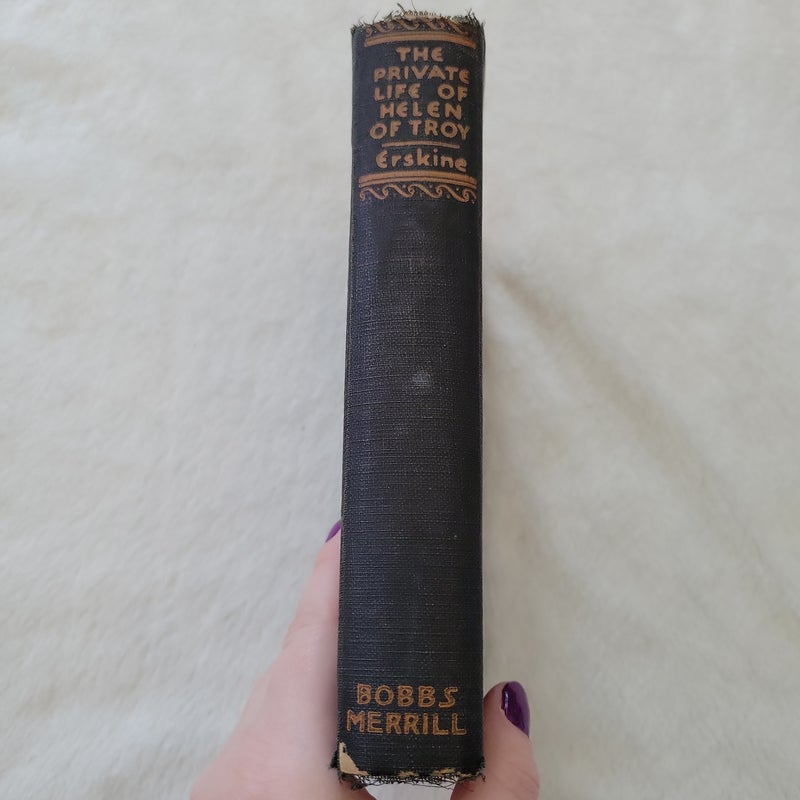 THE
PRIVATE
LIFE OF
HELEN
OF TROY
Erskine
BOBBS
MERRILL